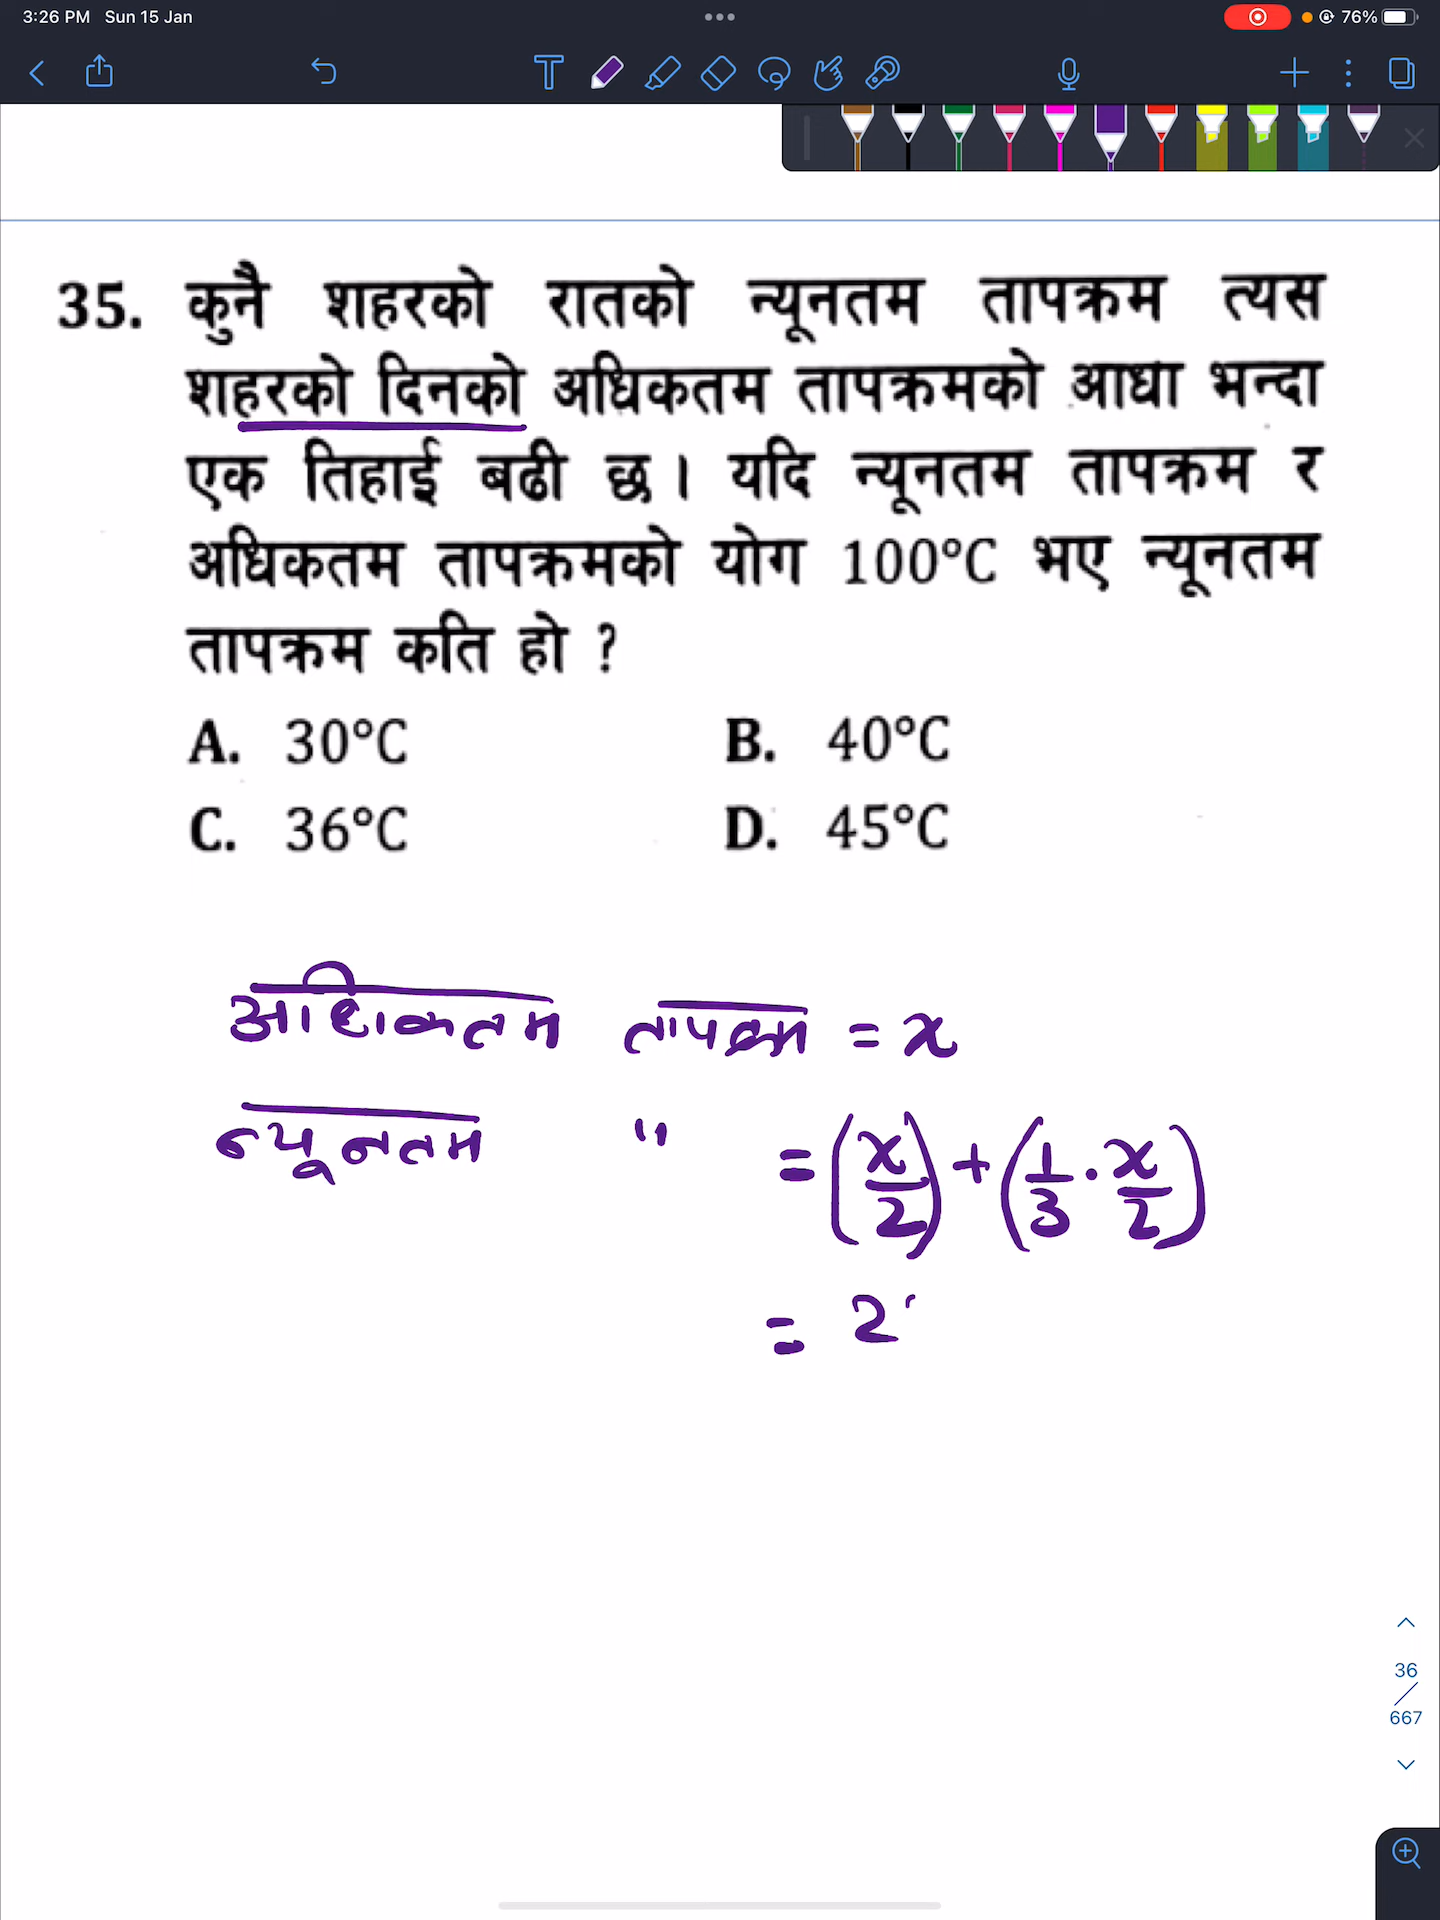 3:26 PM Sun 15 Jan
76%
35. कुनै शहरको रातको न्यूनतम तापक्रम त्यस
शहरको दिनको अधिकतम तापक्रमको आधा भन्दा
एक तिहाई बढी छ। यदि न्यूनतम तापक्रम र
अधिकतम तापक्रमको योग 100°C भए न्यूनतम
तापक्रम कति हो ?
A. 30°C B. 40°C
C. 36°C D. 45°C
अधिकतम तापक्रम = x
न्यूनतम " = (x/2) + (1/3 · x/2)
= 2
36
/
667